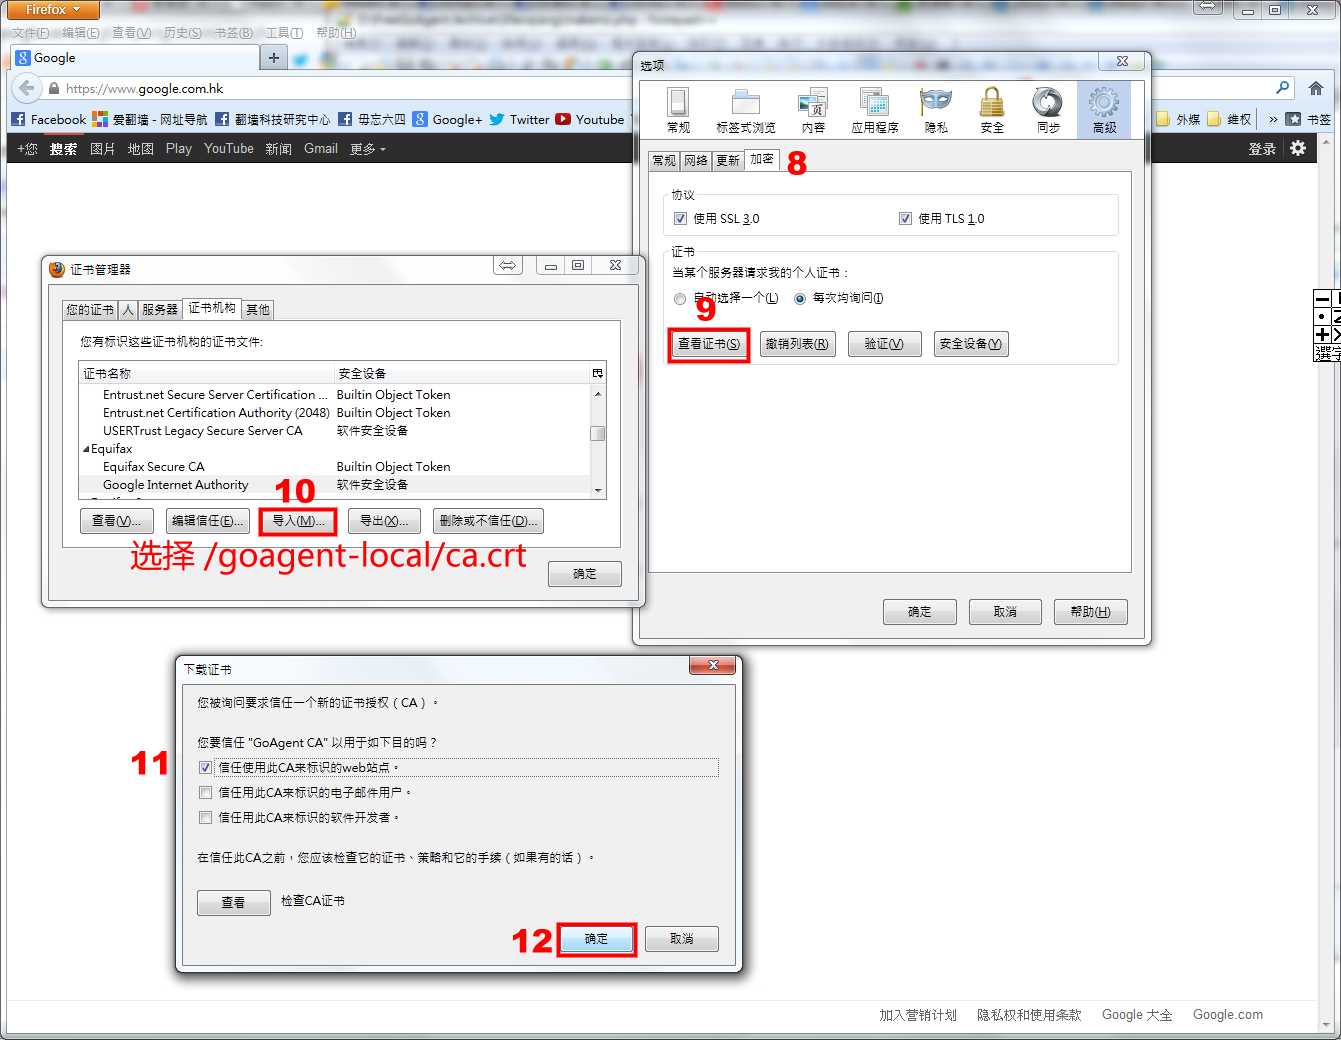 Firefox
文件(F) 编辑(E) 查看(V) 历史(S) 书签(B) 工具(T) 帮助(H)
Google
https://www.google.com.hk
Facebook 爱翻墙 - 网址导航 翻墙科技研究中心 毋忘六四 Google+ Twitter Youtube
外媒 维权 » 书签
+您 搜索 图片 地图 Play YouTube 新闻 Gmail 更多
登录
选项
常规 标签式浏览 内容 应用程序 隐私 安全 同步 高级
常规 网络 更新 加密
8
协议
使用 SSL 3.0 使用 TLS 1.0
证书
当某个服务器请求我的个人证书：
自动选择一个(L) 每次均询问(I)
9
查看证书(S) 撤销列表(R) 验证(V) 安全设备(Y)
确定 取消 帮助(H)
证书管理器
您的证书 人 服务器 证书机构 其他
您有标识这些证书机构的证书文件:
证书名称 安全设备
Entrust.net Secure Server Certification ... Builtin Object Token
Entrust.net Certification Authority (2048) Builtin Object Token
USERTrust Legacy Secure Server CA 软件安全设备
Equifax
Equifax Secure CA Builtin Object Token
Google Internet Authority 软件安全设备
10
查看(V)... 编辑信任(E)... 导入(M)... 导出(X)... 删除或不信任(D)...
选择 /goagent-local/ca.crt
确定
下载证书
您被询问要求信任一个新的证书授权（CA）。
您要信任 "GoAgent CA" 以用于如下目的吗？
11
信任使用此CA来标识的web站点。
信任用此CA来标识的电子邮件用户。
信任用此CA来标识的软件开发者。
在信任此CA之前，您应该检查它的证书、策略和它的手续（如果有的话）。
查看 检查CA证书
12
确定 取消
加入营销计划 隐私权和使用条款 Google 大全 Google.com
選字